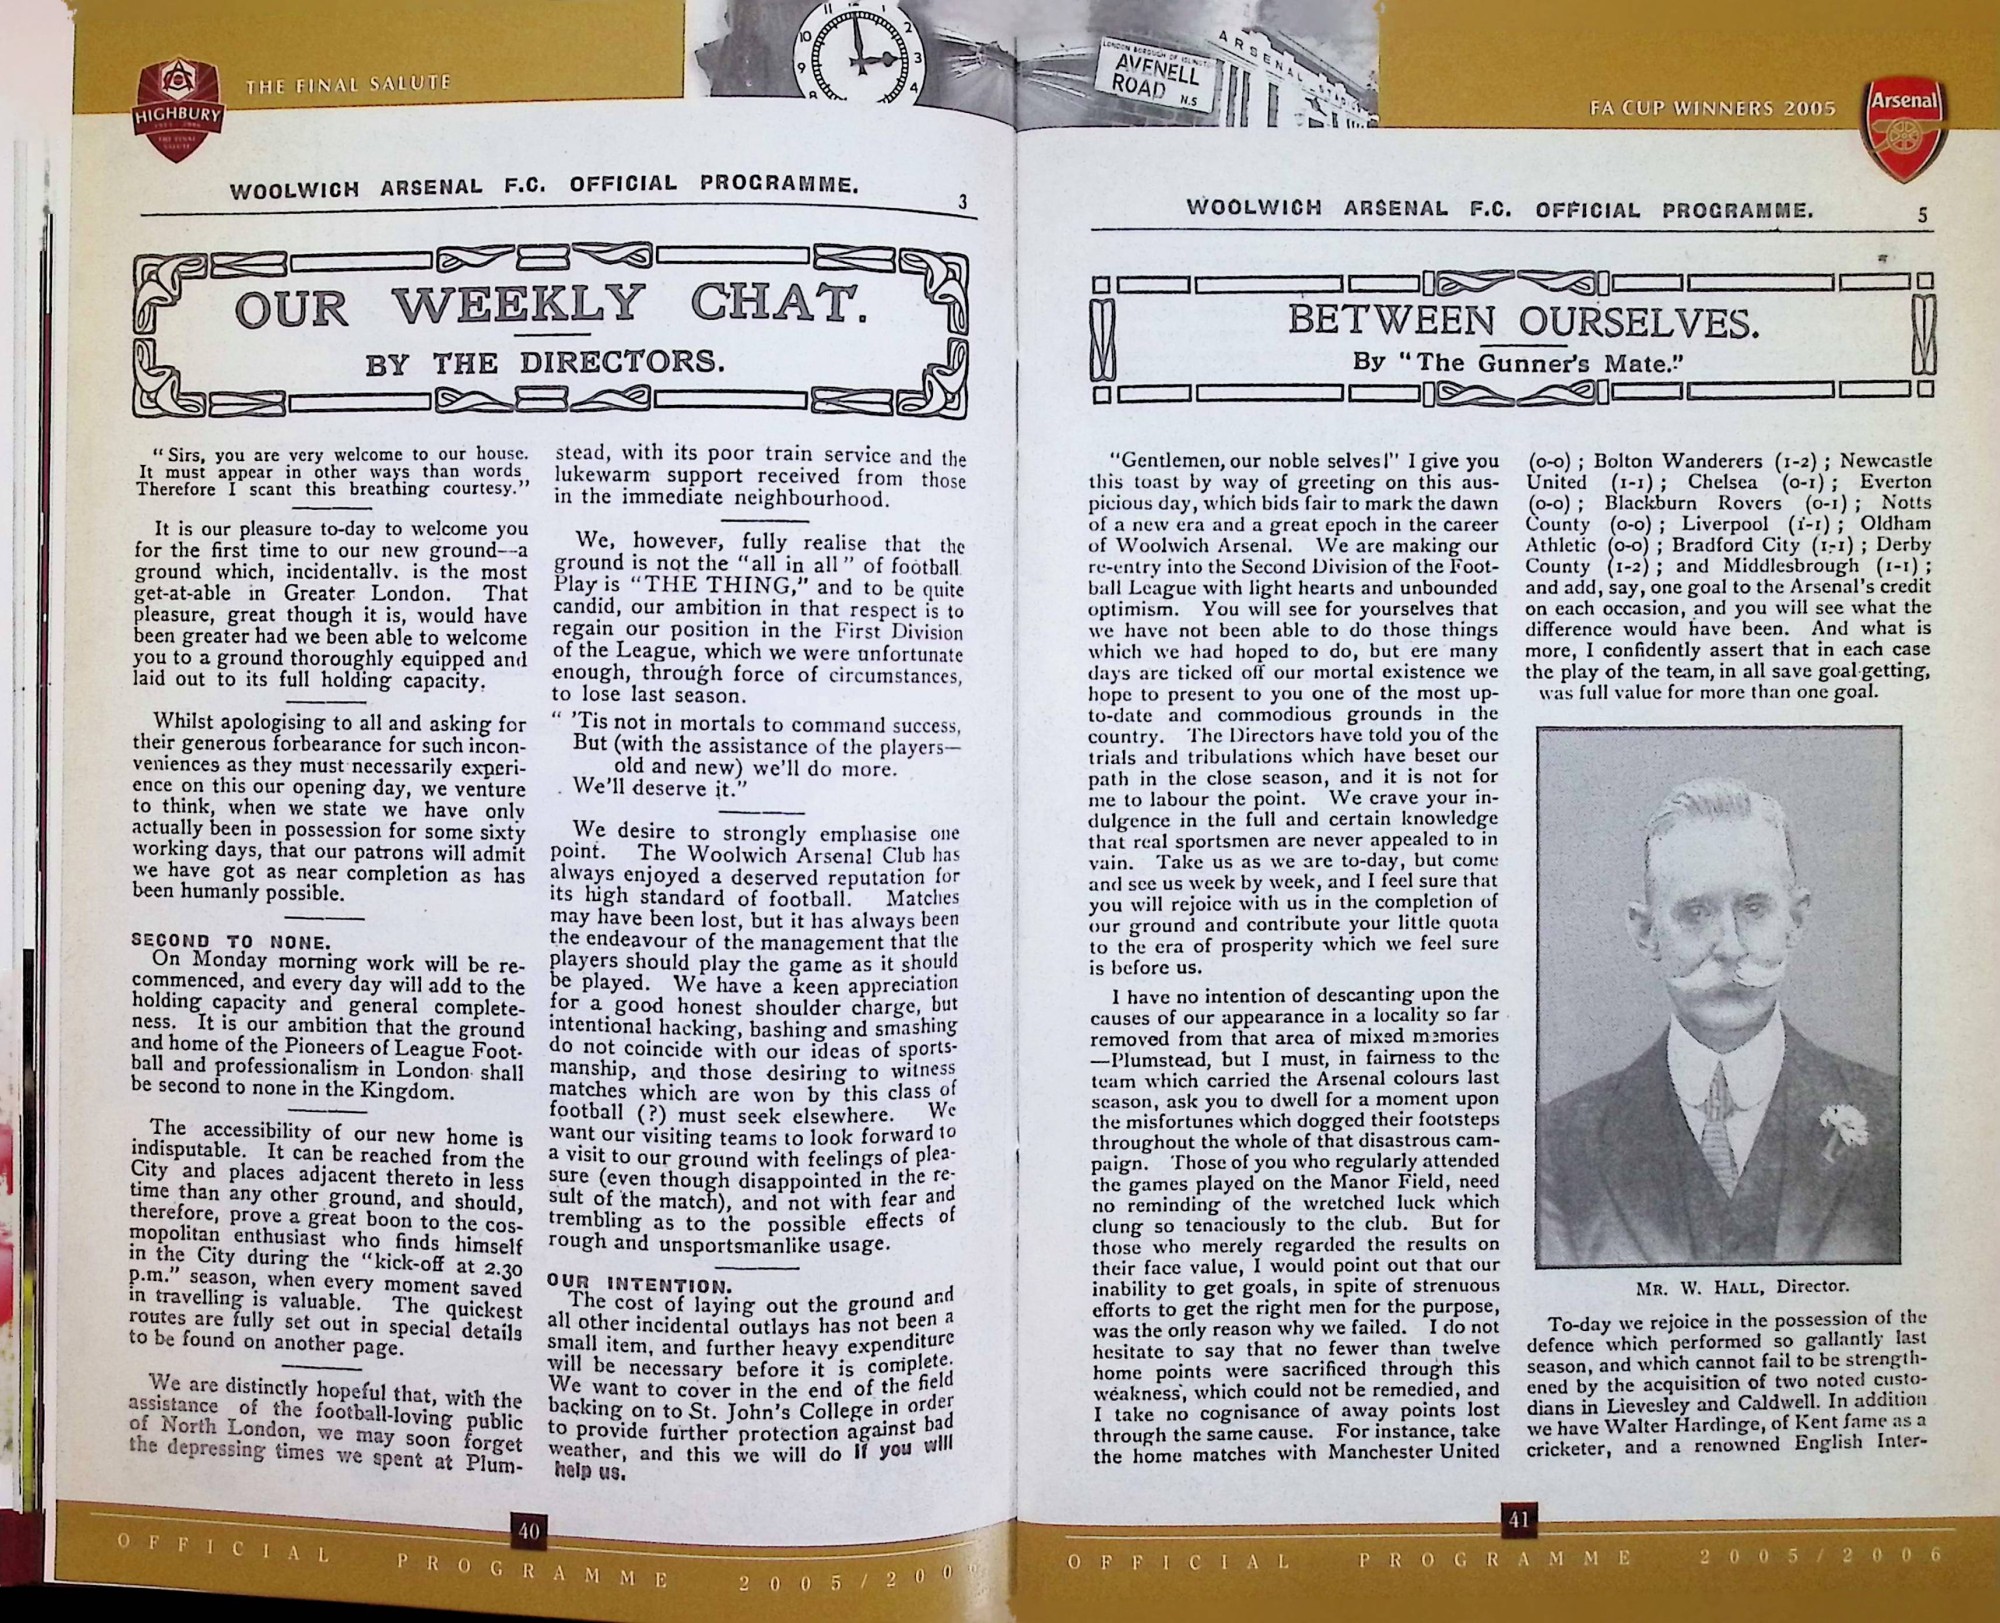 THE FINAL SALUTE
HIGHBURY
THE FINAL
SALUTE
AVENELL
ROAD N.5
ARSENAL STADIUM
FA CUP WINNERS 2005
Arsenal
WOOLWICH ARSENAL F.C. OFFICIAL PROGRAMME.
3
OUR WEEKLY CHAT.
BY THE DIRECTORS.
"Sirs, you are very welcome to our house.
It must appear in other ways than words
Therefore I scant this breathing courtesy."
It is our pleasure to-day to welcome you
for the first time to our new ground—a
ground which, incidentally. is the most
get-at-able in Greater London. That
pleasure, great though it is, would have
been greater had we been able to welcome
you to a ground thoroughly equipped and
laid out to its full holding capacity.
Whilst apologising to all and asking for
their generous forbearance for such incon-
veniences as they must necessarily experi-
ence on this our opening day, we venture
to think, when we state we have only
actually been in possession for some sixty
working days, that our patrons will admit
we have got as near completion as has
been humanly possible.
SECOND TO NONE.
On Monday morning work will be re-
commenced, and every day will add to the
holding capacity and general complete-
ness. It is our ambition that the ground
and home of the Pioneers of League Foot-
ball and professionalism in London shall
be second to none in the Kingdom.
The accessibility of our new home is
indisputable. It can be reached from the
City and places adjacent thereto in less
time than any other ground, and should,
therefore, prove a great boon to the cos-
mopolitan enthusiast who finds himself
in the City during the "kick-off at 2.30
p.m." season, when every moment saved
in travelling is valuable. The quickest
routes are fully set out in special details
to be found on another page.
We are distinctly hopeful that, with the
assistance of the football-loving public
of North London, we may soon forget
the depressing times we spent at Plum-
stead, with its poor train service and the
lukewarm support received from those
in the immediate neighbourhood.
We, however, fully realise that the
ground is not the "all in all" of football.
Play is "THE THING," and to be quite
candid, our ambition in that respect is to
regain our position in the First Division
of the League, which we were unfortunate
enough, through force of circumstances,
to lose last season.
" 'Tis not in mortals to command success,
But (with the assistance of the players—
old and new) we'll do more.
We'll deserve it."
We desire to strongly emphasise one
point. The Woolwich Arsenal Club has
always enjoyed a deserved reputation for
its high standard of football. Matches
may have been lost, but it has always been
the endeavour of the management that the
players should play the game as it should
be played. We have a keen appreciation
for a good honest shoulder charge, but
intentional hacking, bashing and smashing
do not coincide with our ideas of sports-
manship, and those desiring to witness
matches which are won by this class of
football (?) must seek elsewhere. We
want our visiting teams to look forward to
a visit to our ground with feelings of plea-
sure (even though disappointed in the re-
sult of the match), and not with fear and
trembling as to the possible effects of
rough and unsportsmanlike usage.
OUR INTENTION.
The cost of laying out the ground and
all other incidental outlays has not been a
small item, and further heavy expenditure
will be necessary before it is complete.
We want to cover in the end of the field
backing on to St. John's College in order
to provide further protection against bad
weather, and this we will do if you will
help us.
40
OFFICIAL PROGRAMME 2005/200
WOOLWICH ARSENAL F.C. OFFICIAL PROGRAMME.
5
BETWEEN OURSELVES.
By "The Gunner's Mate."
"Gentlemen, our noble selves!" I give you
this toast by way of greeting on this aus-
picious day, which bids fair to mark the dawn
of a new era and a great epoch in the career
of Woolwich Arsenal. We are making our
re-entry into the Second Division of the Foot-
ball League with light hearts and unbounded
optimism. You will see for yourselves that
we have not been able to do those things
which we had hoped to do, but ere many
days are ticked off our mortal existence we
hope to present to you one of the most up-
to-date and commodious grounds in the
country. The Directors have told you of the
trials and tribulations which have beset our
path in the close season, and it is not for
me to labour the point. We crave your in-
dulgence in the full and certain knowledge
that real sportsmen are never appealed to in
vain. Take us as we are to-day, but come
and see us week by week, and I feel sure that
you will rejoice with us in the completion of
our ground and contribute your little quota
to the era of prosperity which we feel sure
is before us.
I have no intention of descanting upon the
causes of our appearance in a locality so far
removed from that area of mixed memories
—Plumstead, but I must, in fairness to the
team which carried the Arsenal colours last
season, ask you to dwell for a moment upon
the misfortunes which dogged their footsteps
throughout the whole of that disastrous cam-
paign. Those of you who regularly attended
the games played on the Manor Field, need
no reminding of the wretched luck which
clung so tenaciously to the club. But for
those who merely regarded the results on
their face value, I would point out that our
inability to get goals, in spite of strenuous
efforts to get the right men for the purpose,
was the only reason why we failed. I do not
hesitate to say that no fewer than twelve
home points were sacrificed through this
weakness, which could not be remedied, and
I take no cognisance of away points lost
through the same cause. For instance, take
the home matches with Manchester United
(0-0) ; Bolton Wanderers (1-2) ; Newcastle
United (1-1) ; Chelsea (0-1) ; Everton
(0-0) ; Blackburn Rovers (0-1) ; Notts
County (0-0) ; Liverpool (1-1) ; Oldham
Athletic (0-0) ; Bradford City (1-1) ; Derby
County (1-2) ; and Middlesbrough (1-1) ;
and add, say, one goal to the Arsenal's credit
on each occasion, and you will see what the
difference would have been. And what is
more, I confidently assert that in each case
the play of the team, in all save goal-getting,
was full value for more than one goal.
MR. W. HALL, Director.
To-day we rejoice in the possession of the
defence which performed so gallantly last
season, and which cannot fail to be strength-
ened by the acquisition of two noted custo-
dians in Lievesley and Caldwell. In addition
we have Walter Hardinge, of Kent fame as a
cricketer, and a renowned English Inter-
41
OFFICIAL PROGRAMME 2005/2006